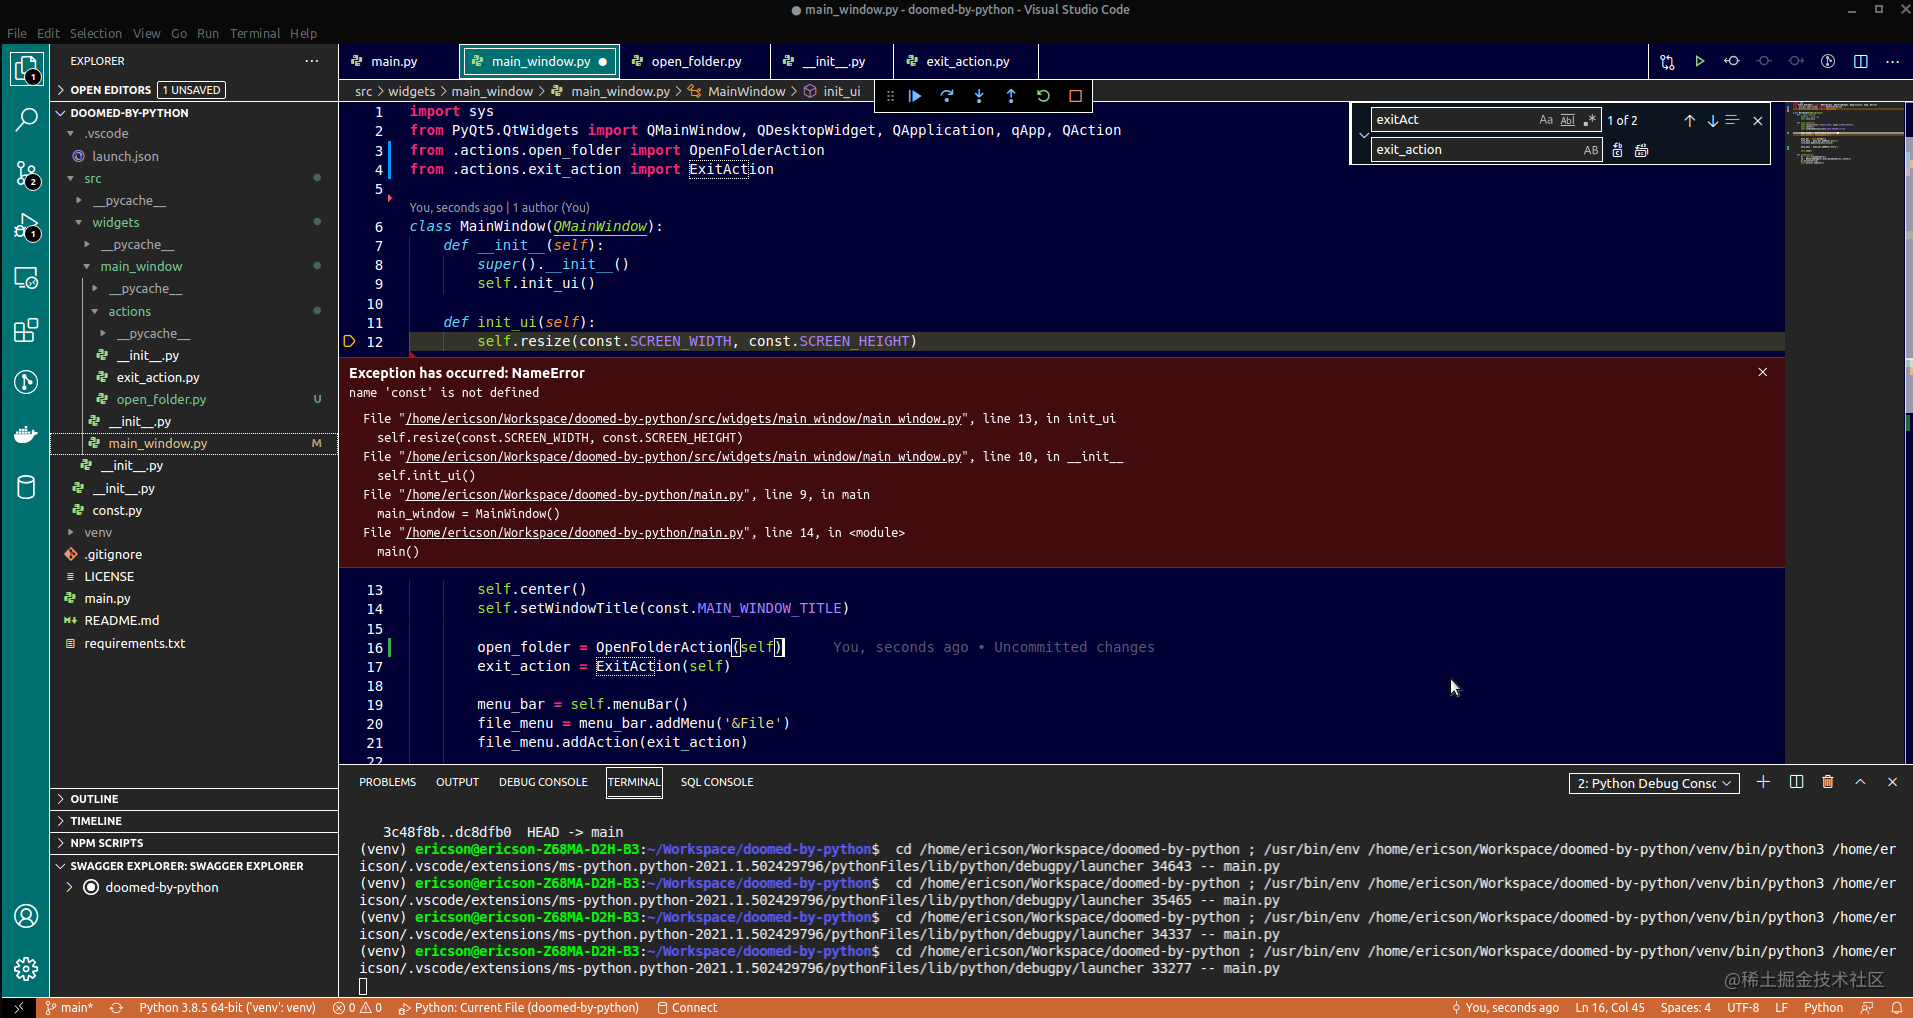 ● main_window.py - doomed-by-python - Visual Studio Code
File Edit Selection View Go Run Terminal Help
EXPLORER
OPEN EDITORS 1 UNSAVED
DOOMED-BY-PYTHON
.vscode
launch.json
src
__pycache__
widgets
__pycache__
main_window
__pycache__
actions
__pycache__
__init__.py
exit_action.py
open_folder.py U
__init__.py
main_window.py M
__init__.py
__init__.py
const.py
venv
.gitignore
LICENSE
main.py
README.md
requirements.txt
OUTLINE
TIMELINE
NPM SCRIPTS
SWAGGER EXPLORER: SWAGGER EXPLORER
doomed-by-python
1
2
1
main.py main_window.py ● open_folder.py __init__.py exit_action.py
src > widgets > main_window > main_window.py > MainWindow > init_ui
exitAct Aa Abl .* 1 of 2
exit_action AB
1 import sys
2 from PyQt5.QtWidgets import QMainWindow, QDesktopWidget, QApplication, qApp, QAction
3 from .actions.open_folder import OpenFolderAction
4 from .actions.exit_action import ExitAction
5
You, seconds ago | 1 author (You)
6 class MainWindow(QMainWindow):
7 def __init__(self):
8 super().__init__()
9 self.init_ui()
10
11 def init_ui(self):
12 self.resize(const.SCREEN_WIDTH, const.SCREEN_HEIGHT)
Exception has occurred: NameError
name 'const' is not defined
File "/home/ericson/Workspace/doomed-by-python/src/widgets/main_window/main_window.py", line 13, in init_ui
self.resize(const.SCREEN_WIDTH, const.SCREEN_HEIGHT)
File "/home/ericson/Workspace/doomed-by-python/src/widgets/main_window/main_window.py", line 10, in __init__
self.init_ui()
File "/home/ericson/Workspace/doomed-by-python/main.py", line 9, in main
main_window = MainWindow()
File "/home/ericson/Workspace/doomed-by-python/main.py", line 14, in <module>
main()
13 self.center()
14 self.setWindowTitle(const.MAIN_WINDOW_TITLE)
15
16 open_folder = OpenFolderAction(self) You, seconds ago • Uncommitted changes
17 exit_action = ExitAction(self)
18
19 menu_bar = self.menuBar()
20 file_menu = menu_bar.addMenu('&File')
21 file_menu.addAction(exit_action)
22
PROBLEMS OUTPUT DEBUG CONSOLE TERMINAL SQL CONSOLE 2: Python Debug Consc
3c48f8b..dc8dfb0 HEAD -> main
(venv) ericson@ericson-Z68MA-D2H-B3:~/Workspace/doomed-by-python$ cd /home/ericson/Workspace/doomed-by-python ; /usr/bin/env /home/ericson/Workspace/doomed-by-python/venv/bin/python3 /home/er
icson/.vscode/extensions/ms-python.python-2021.1.502429796/pythonFiles/lib/python/debugpy/launcher 34643 -- main.py
(venv) ericson@ericson-Z68MA-D2H-B3:~/Workspace/doomed-by-python$ cd /home/ericson/Workspace/doomed-by-python ; /usr/bin/env /home/ericson/Workspace/doomed-by-python/venv/bin/python3 /home/er
icson/.vscode/extensions/ms-python.python-2021.1.502429796/pythonFiles/lib/python/debugpy/launcher 35465 -- main.py
(venv) ericson@ericson-Z68MA-D2H-B3:~/Workspace/doomed-by-python$ cd /home/ericson/Workspace/doomed-by-python ; /usr/bin/env /home/ericson/Workspace/doomed-by-python/venv/bin/python3 /home/er
icson/.vscode/extensions/ms-python.python-2021.1.502429796/pythonFiles/lib/python/debugpy/launcher 34337 -- main.py
(venv) ericson@ericson-Z68MA-D2H-B3:~/Workspace/doomed-by-python$ cd /home/ericson/Workspace/doomed-by-python ; /usr/bin/env /home/ericson/Workspace/doomed-by-python/venv/bin/python3 /home/er
icson/.vscode/extensions/ms-python.python-2021.1.502429796/pythonFiles/lib/python/debugpy/launcher 33277 -- main.py
@稀土掘金技术社区
main* Python 3.8.5 64-bit ('venv': venv) 0 0 Python: Current File (doomed-by-python) Connect You, seconds ago Ln 16, Col 45 Spaces: 4 UTF-8 LF Python